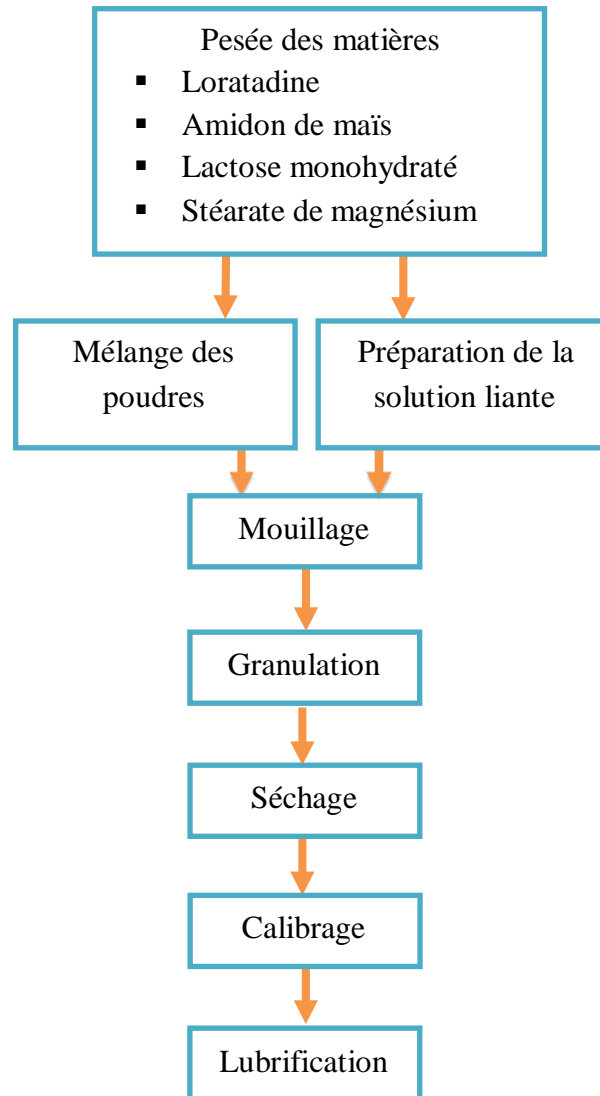 Pesée des matières
▪ Loratadine
▪ Amidon de maïs
▪ Lactose monohydraté
▪ Stéarate de magnésium
Mélange des
poudres
Préparation de la
solution liante
Mouillage
Granulation
Séchage
Calibrage
Lubrification